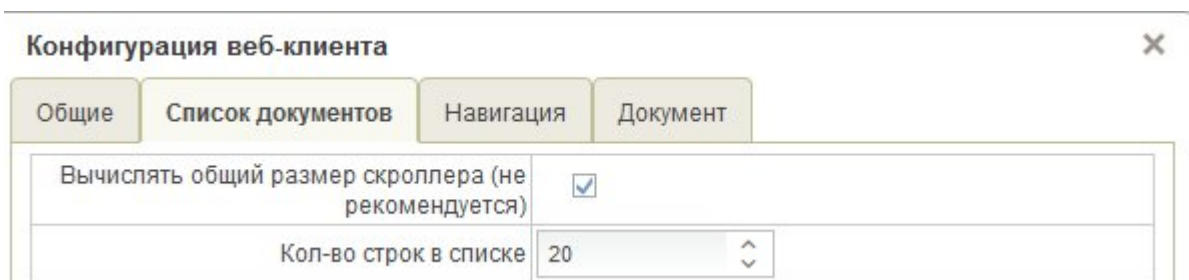 Конфигурация веб-клиента
Общие Список документов Навигация Документ
Вычислять общий размер скроллера (не
рекомендуется)
Кол-во строк в списке 20